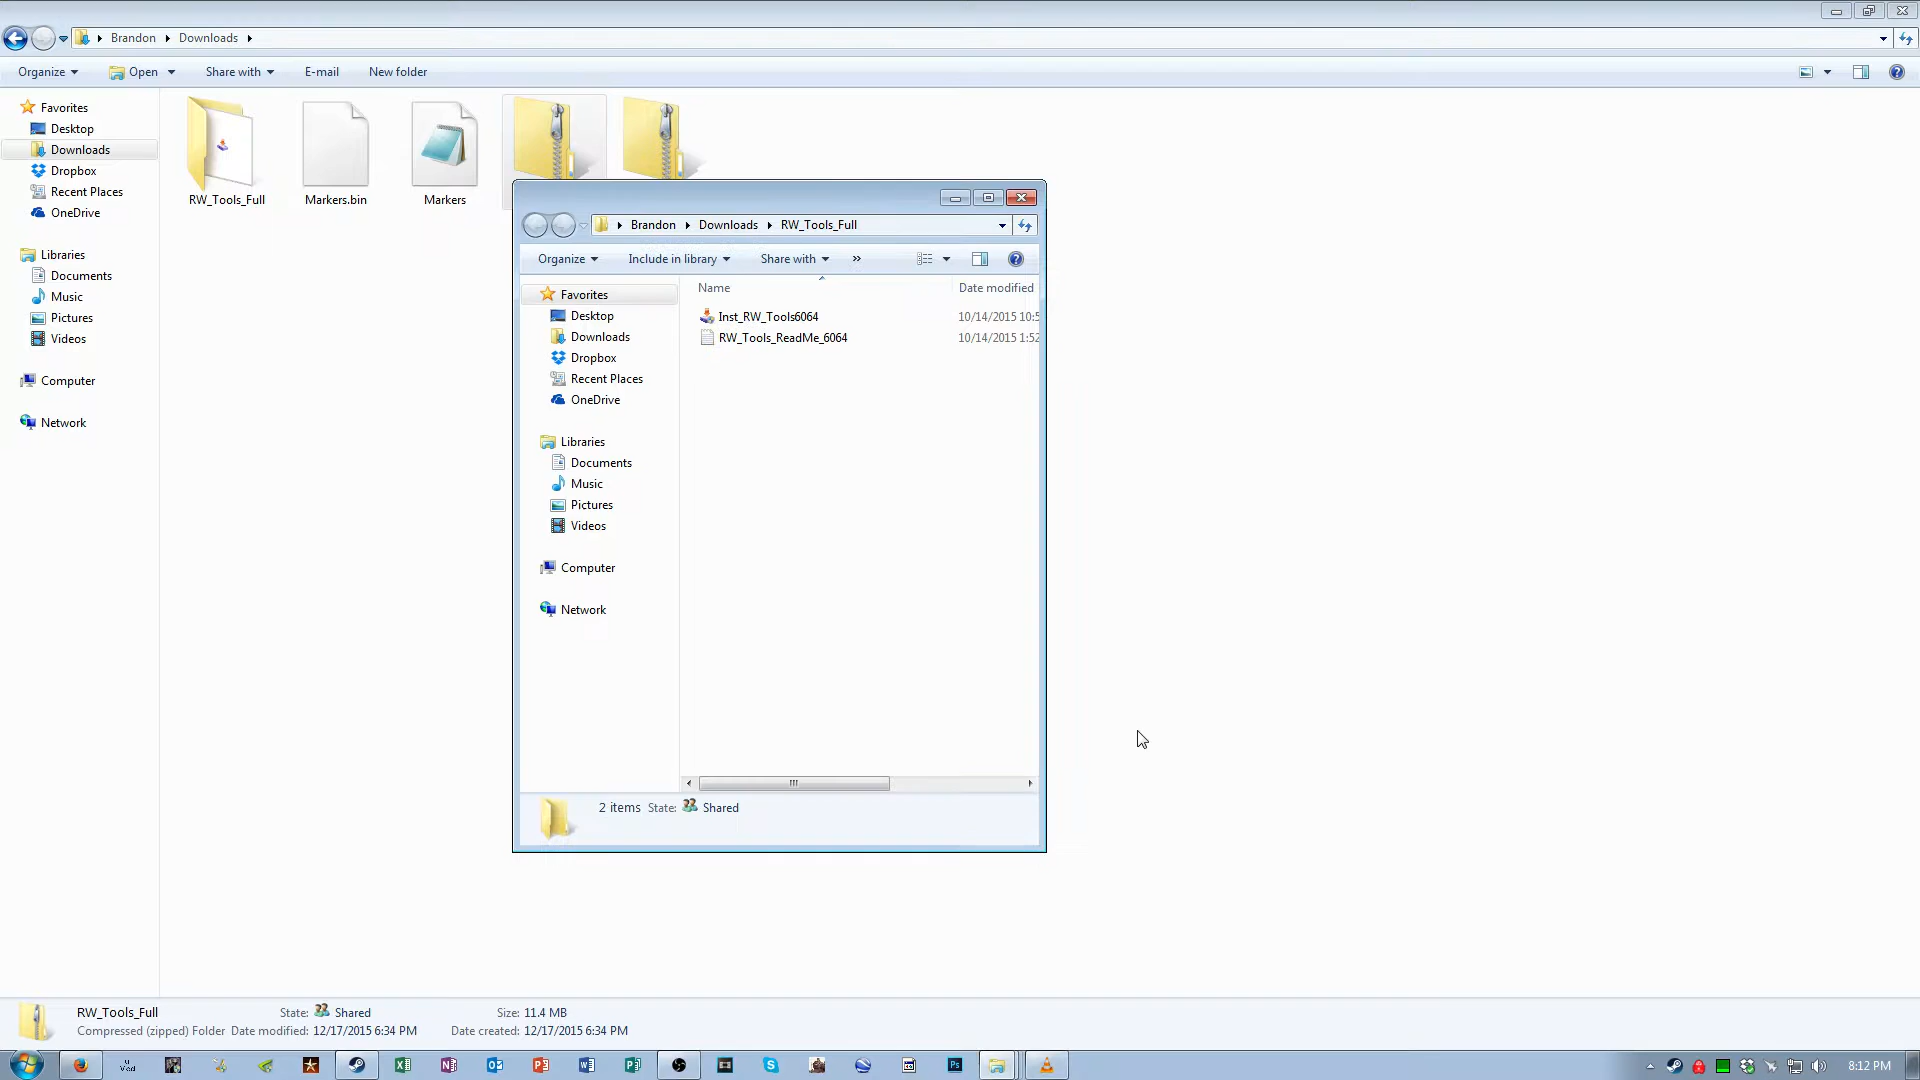 Brandon Downloads
Organize Open Share with E-mail New folder
Favorites
Desktop
Downloads
Dropbox
Recent Places
OneDrive
Libraries
Documents
Music
Pictures
Videos
Computer
Network
RW_Tools_Full Markers.bin Markers
Brandon Downloads RW_Tools_Full
Organize Include in library Share with »
Favorites
Desktop
Downloads
Dropbox
Recent Places
OneDrive
Libraries
Documents
Music
Pictures
Videos
Computer
Network
Name Date modified
Inst_RW_Tools6064 10/14/2015 10:5
RW_Tools_ReadMe_6064 10/14/2015 1:52
2 items State: Shared
RW_Tools_Full State: Shared Size: 11.4 MB
Compressed (zipped) Folder Date modified: 12/17/2015 6:34 PM Date created: 12/17/2015 6:34 PM
8:12 PM